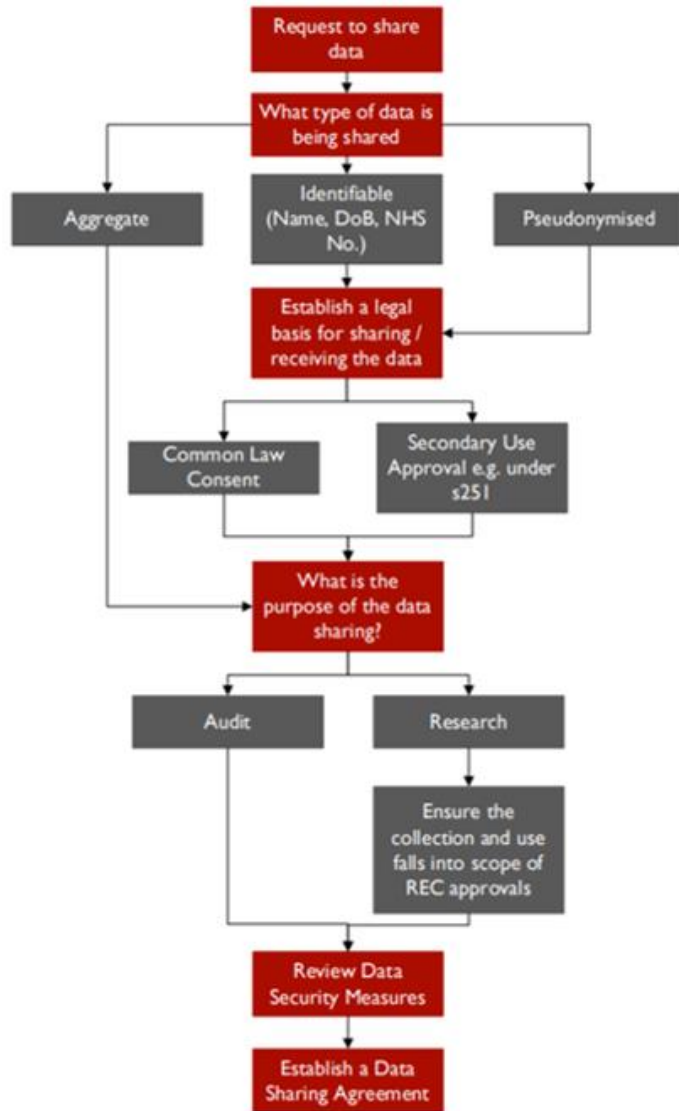 Request to share
data
What type of data is
being shared
Aggregate
Identifiable
(Name, DoB, NHS
No.)
Pseudonymised
Establish a legal
basis for sharing /
receiving the data
Common Law
Consent
Secondary Use
Approval e.g. under
s251
What is the
purpose of the data
sharing?
Audit
Research
Ensure the
collection and use
falls into scope of
REC approvals
Review Data
Security Measures
Establish a Data
Sharing Agreement